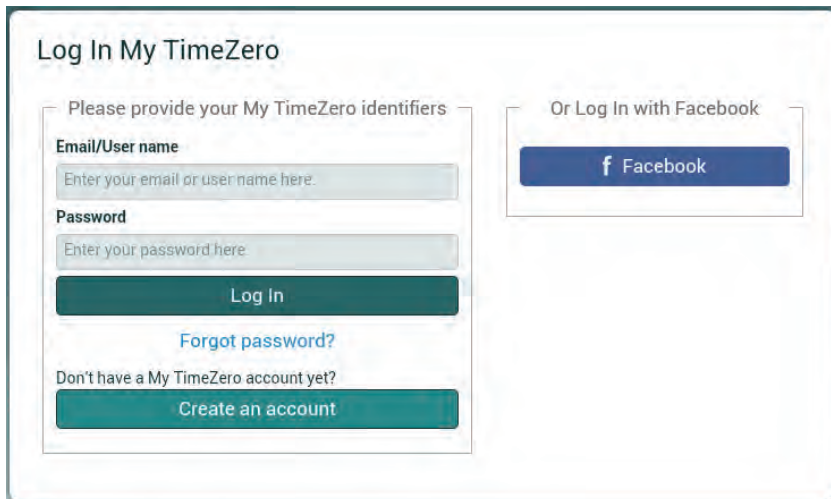 Log In My TimeZero
Please provide your My TimeZero identifiers
Email/User name
Enter your email or user name here.
Password
Enter your password here
Log In
Forgot password?
Don't have a My TimeZero account yet?
Create an account
Or Log In with Facebook
f Facebook